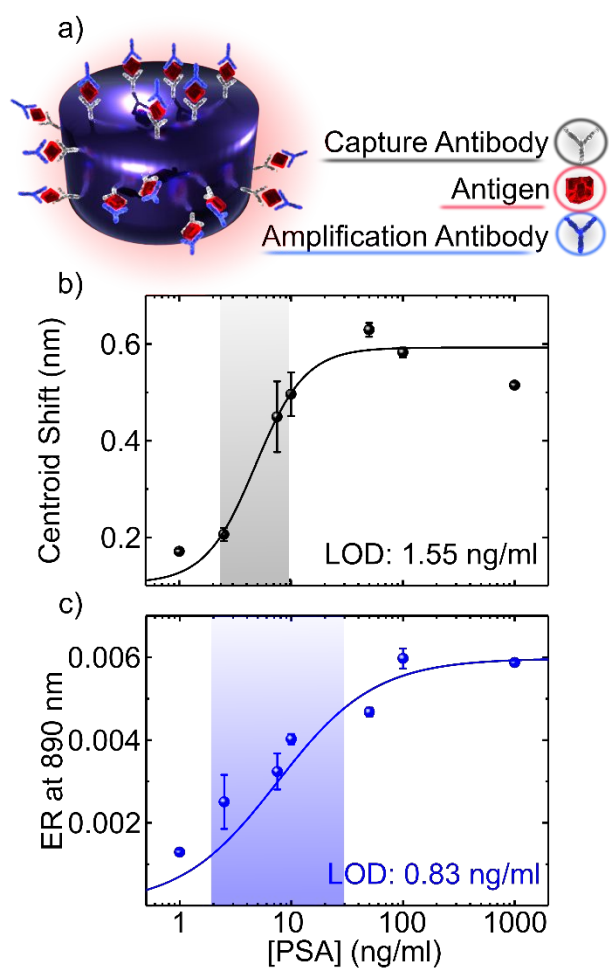 a)
Capture Antibody
Antigen
Amplification Antibody
b)
Centroid Shift (nm)
0.6
0.4
0.2
LOD: 1.55 ng/ml
c)
ER at 890 nm
0.006
0.004
0.002
LOD: 0.83 ng/ml
1 10 100 1000
[PSA] (ng/ml)